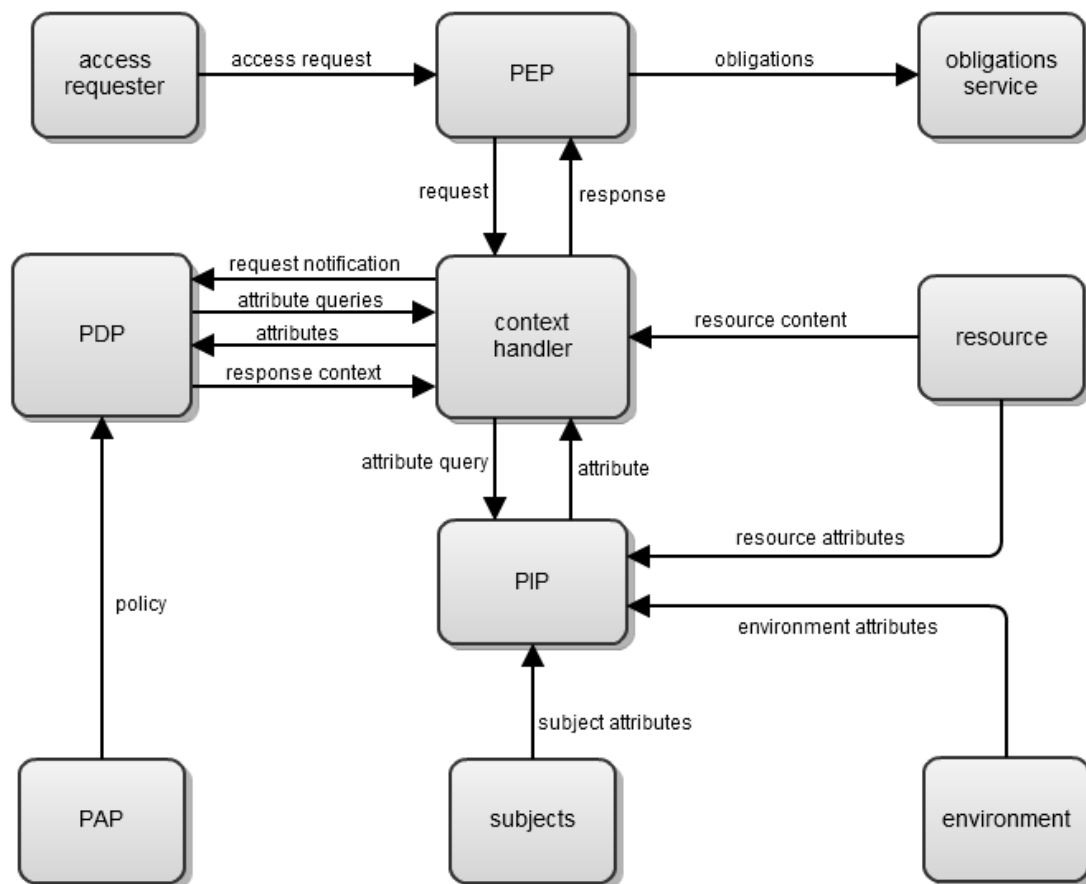 access
requester
access request
PEP
obligations
obligations
service
request
response
PDP
request notification
attribute queries
attributes
response context
context
handler
resource content
resource
attribute query
attribute
PIP
resource attributes
environment attributes
policy
subject attributes
PAP
subjects
environment